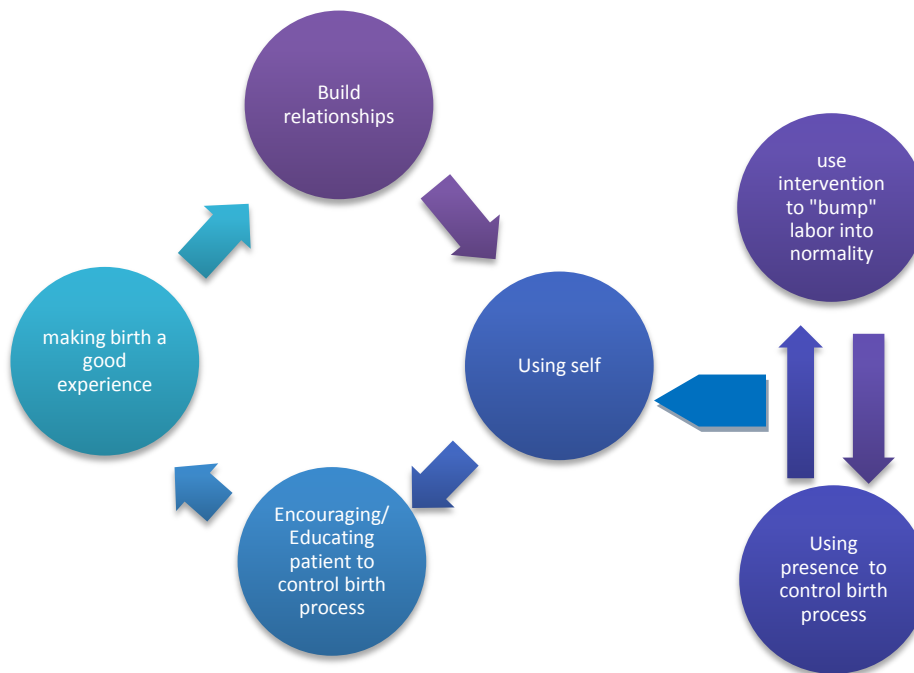 Build
relationships
use
intervention
to "bump"
labor into
normality
making birth a
good
experience
Using self
Encouraging/
Educating
patient to
control birth
process
Using
presence to
control birth
process